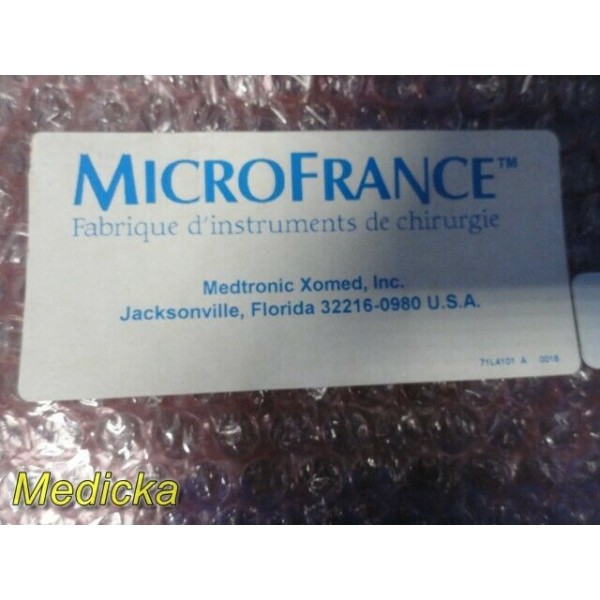 MICROFRANCE™
Fabrique d'instruments de chirurgie
Medtronic Xomed, Inc.
Jacksonville, Florida 32216-0980 U.S.A.
71L4101 A 0018
Medicka